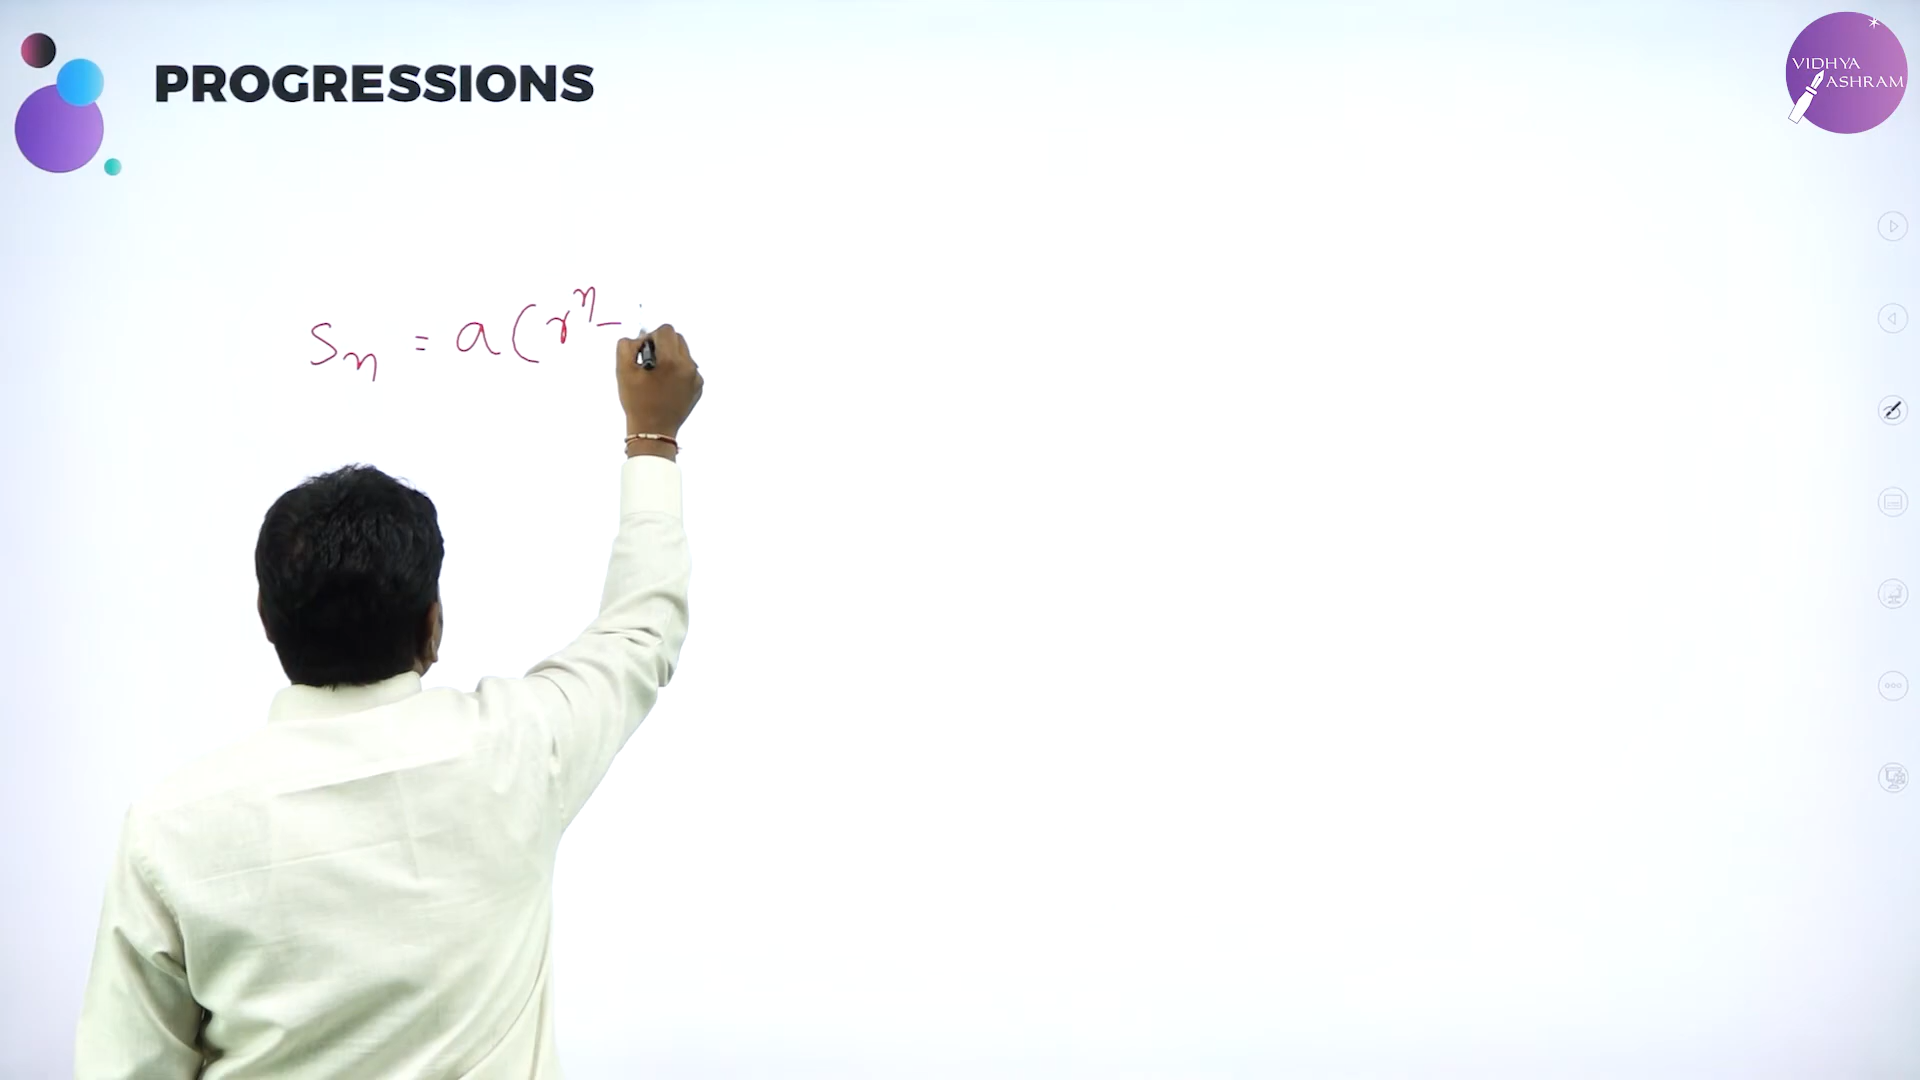 PROGRESSIONS
VIDHYA
ASHRAM
Sn = a (rⁿ –